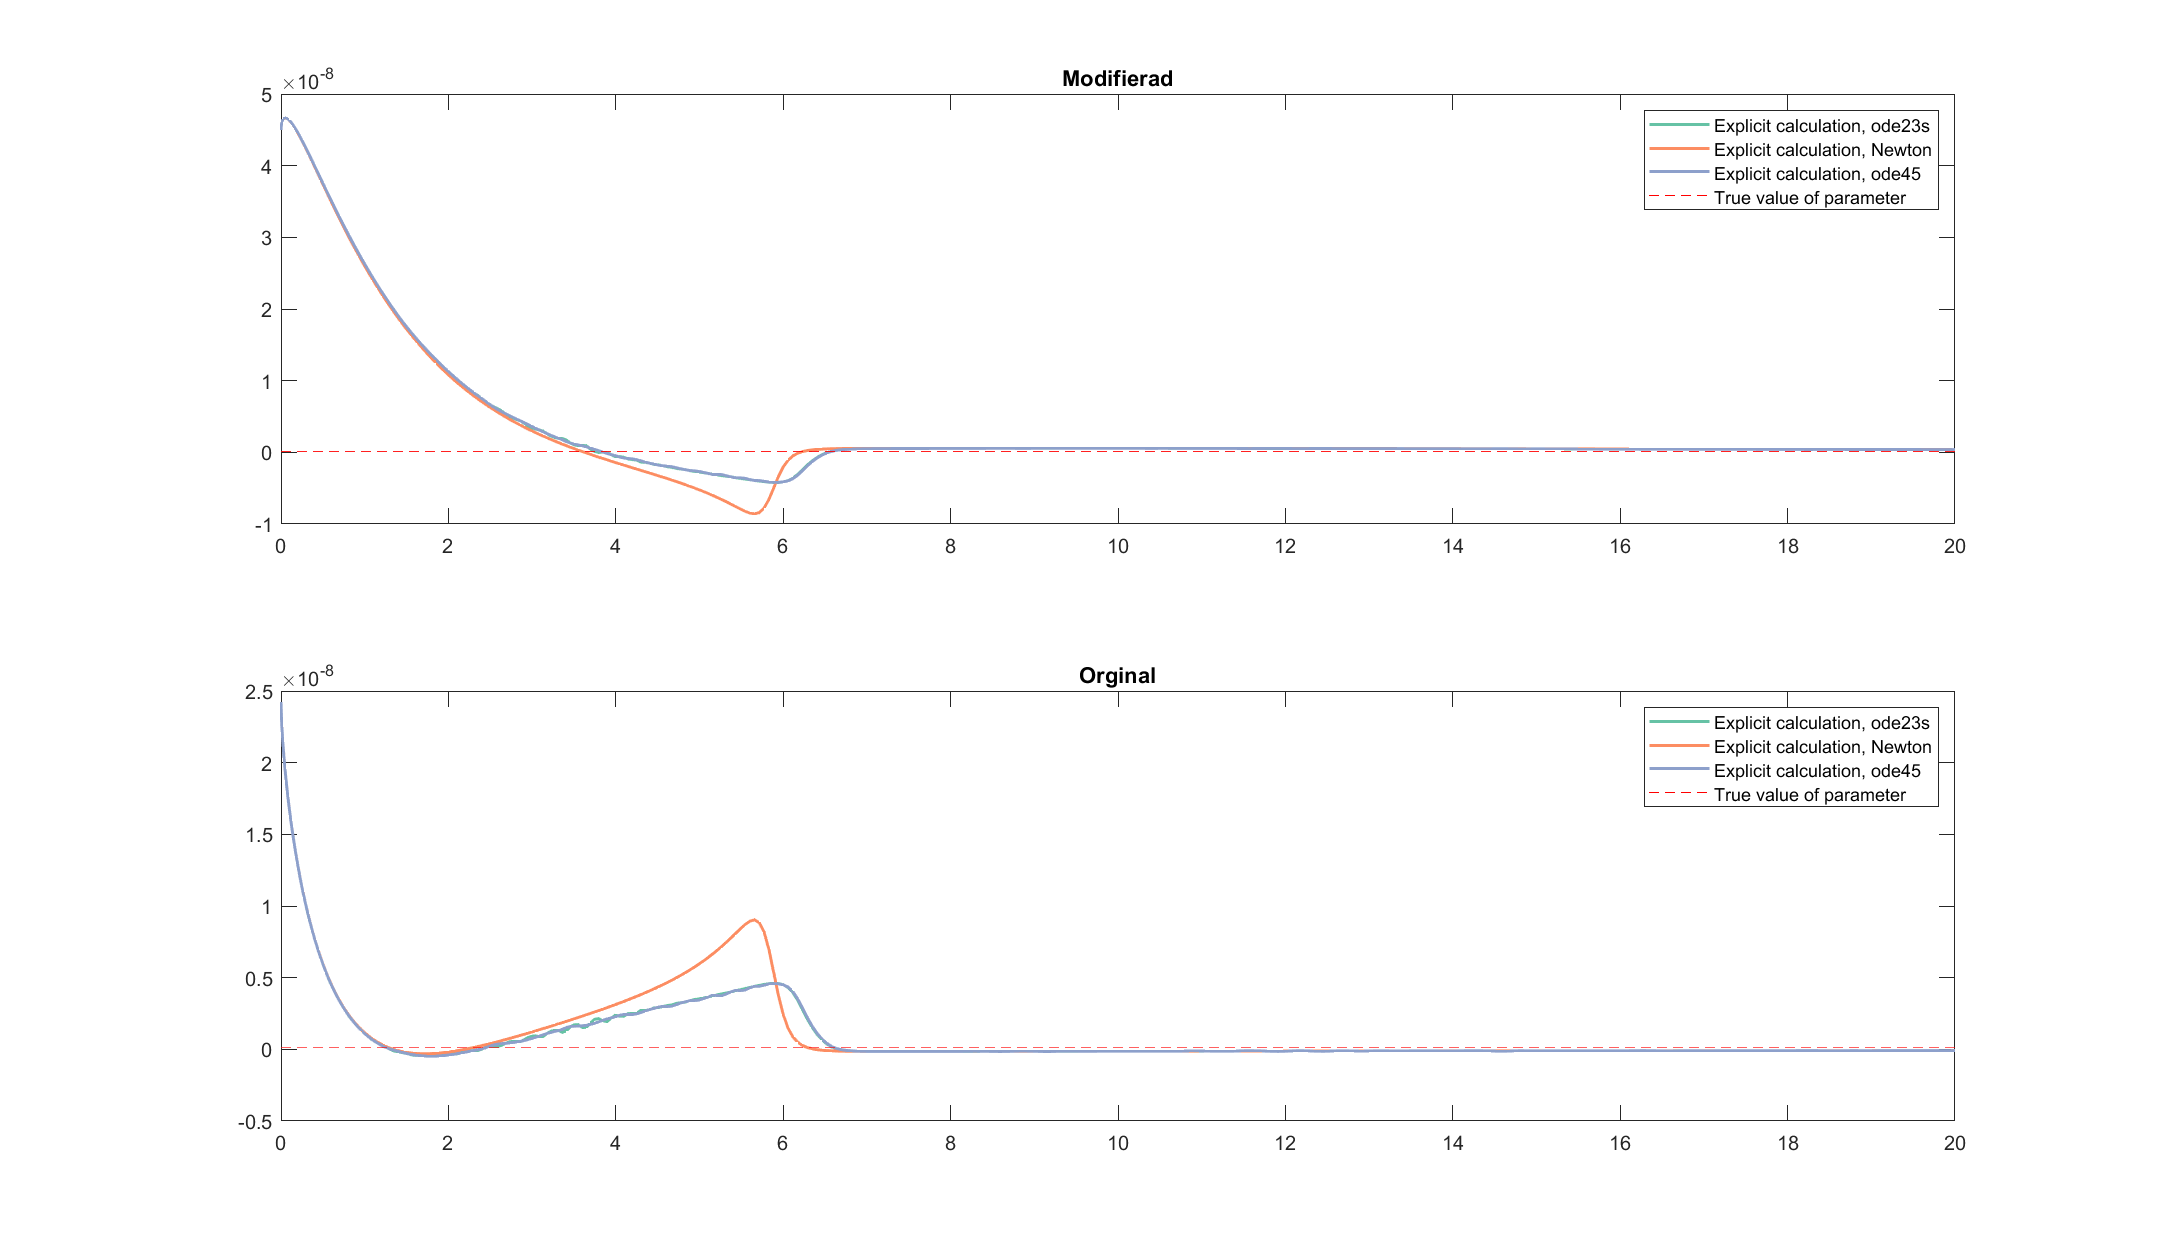 Modifierad
×10-8
5
4
3
2
1
0
-1
0 2 4 6 8 10 12 14 16 18 20
Explicit calculation, ode23s
Explicit calculation, Newton
Explicit calculation, ode45
True value of parameter
Orginal
×10-8
2.5
2
1.5
1
0.5
0
-0.5
0 2 4 6 8 10 12 14 16 18 20
Explicit calculation, ode23s
Explicit calculation, Newton
Explicit calculation, ode45
True value of parameter